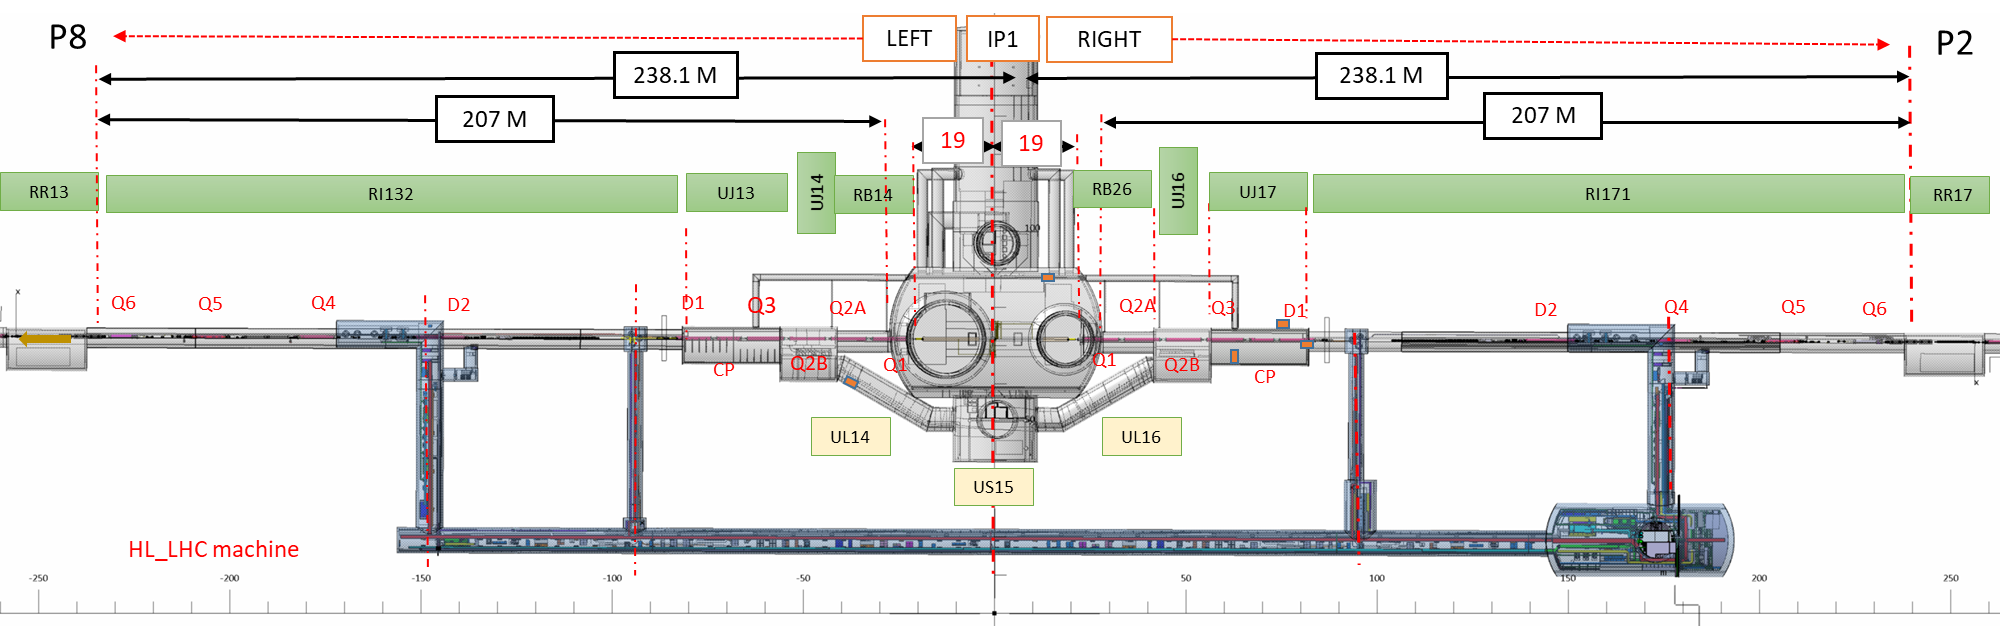 P8
LEFT
IP1
RIGHT
P2
238.1 M
238.1 M
207 M
207 M
19
19
RR13
RI132
UJ13
UJ14
RB14
RB26
UJ16
UJ17
RI171
RR17
100
x
Q6
Q5
Q4
D2
D1
Q3
Q2A
Q2A
Q3
D1
D2
Q4
Q5
Q6
CP
Q2B
Q1
Q1
Q2B
CP
x
UL14
UL16
US15
HL_LHC machine
-250
-200
-150
-100
-50
50
100
150
200
250